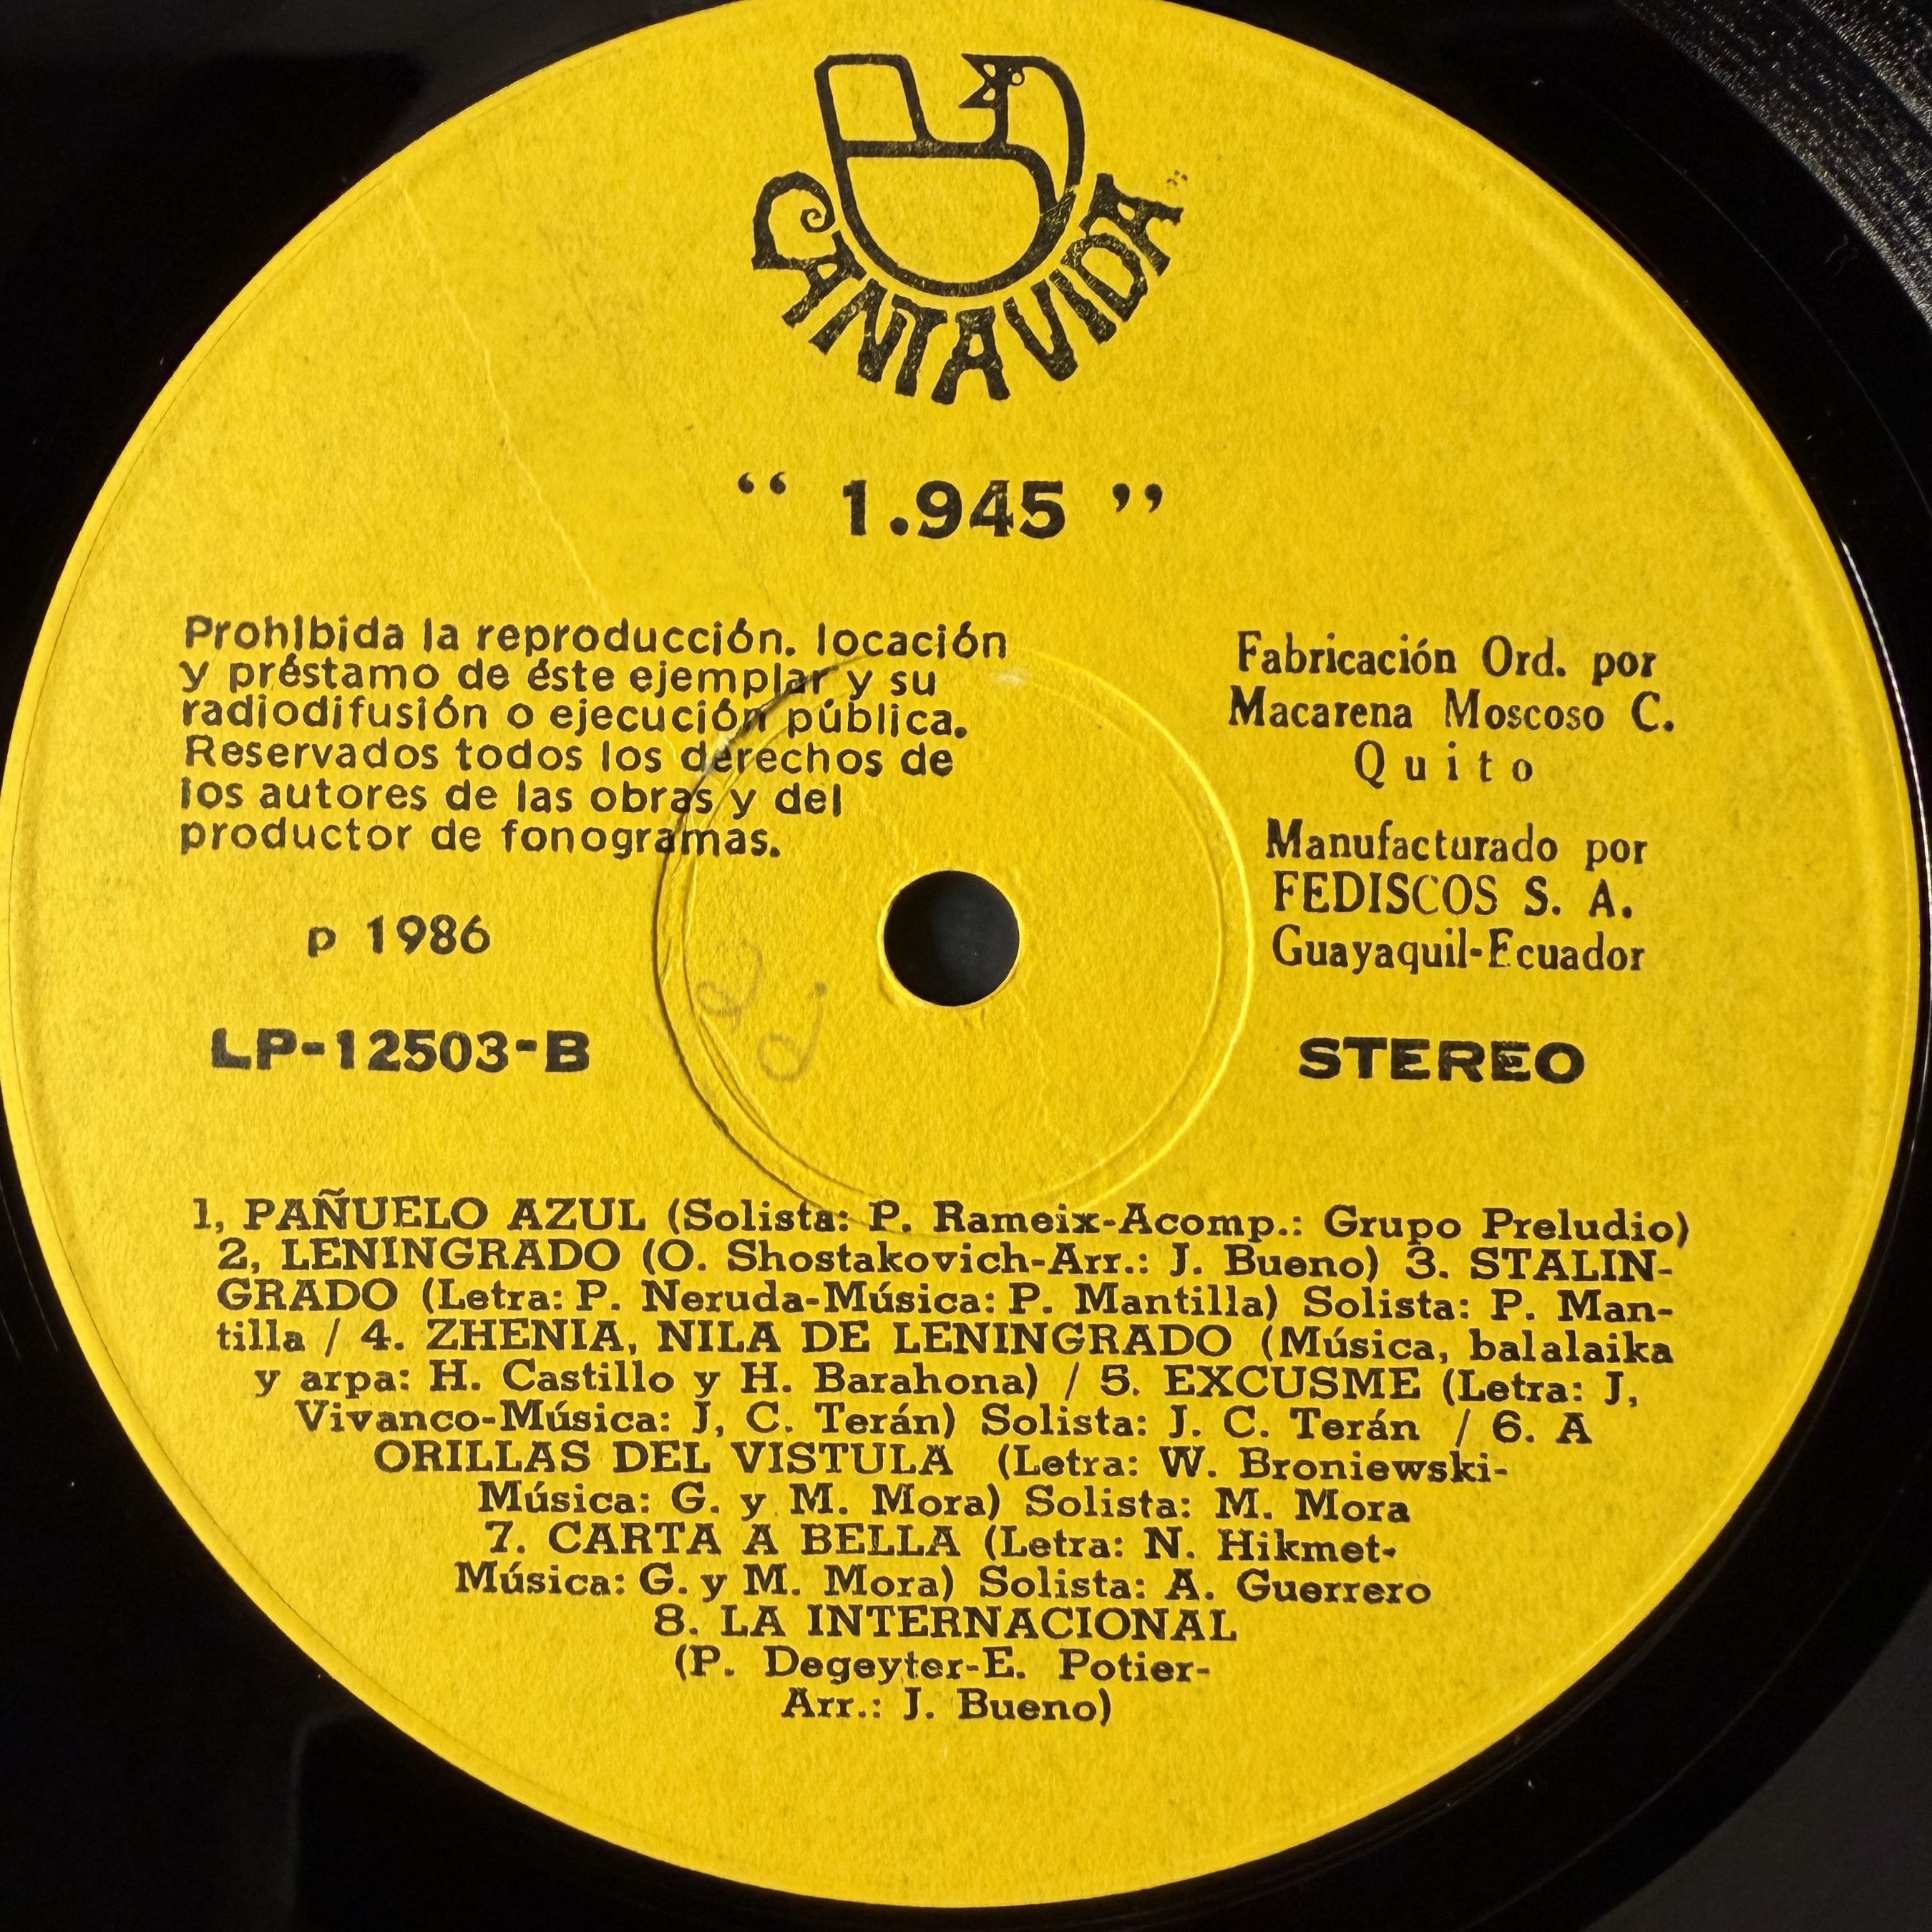 CANTAVIDA
“ 1.945 ”
Prohibida la reproducción. locación
y préstamo de éste ejemplar y su
radiodifusión o ejecución pública.
Reservados todos los derechos de
los autores de las obras y del
productor de fonogramas.
Fabricación Ord. por
Macarena Moscoso C.
Quito
Manufacturado por
FEDISCOS S. A.
Guayaquil-Ecuador
p 1986
LP-12503-B
STEREO
1, PAÑUELO AZUL (Solista: P. Rameix-Acomp.: Grupo Preludio)
2, LENINGRADO (O. Shostakovich-Arr.: J. Bueno) 3. STALIN-
GRADO (Letra: P. Neruda-Música: P. Mantilla) Solista: P. Man-
tilla / 4. ZHENIA, NILA DE LENINGRADO (Música, balalaika
y arpa: H. Castillo y H. Barahona) / 5. EXCUSME (Letra: J,
Vivanco-Música: J, C. Terán) Solista: J. C. Terán / 6. A
ORILLAS DEL VISTULA (Letra: W. Broniewski-
Música: G. y M. Mora) Solista: M. Mora
7. CARTA A BELLA (Letra: N. Hikmet-
Música: G. y M. Mora) Solista: A. Guerrero
8. LA INTERNACIONAL
(P. Degeyter-E. Potier-
Arr.: J. Bueno)